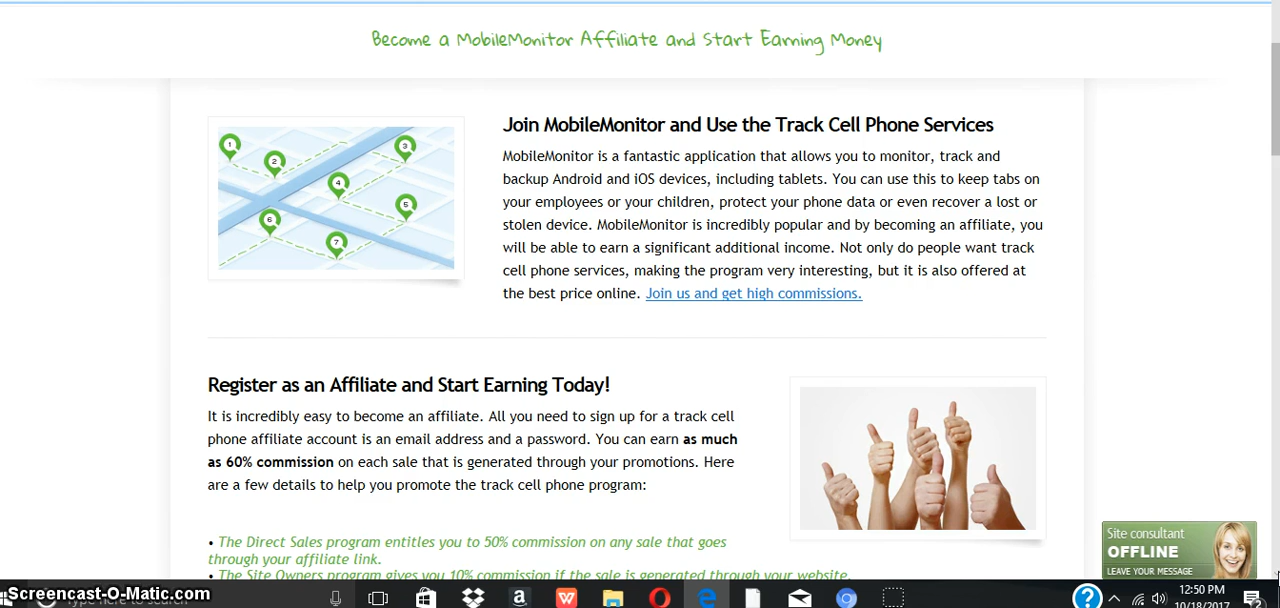 Become a MobileMonitor Affiliate and Start Earning Money
1
2
3
4
5
6
7
Join MobileMonitor and Use the Track Cell Phone Services
MobileMonitor is a fantastic application that allows you to monitor, track and
backup Android and iOS devices, including tablets. You can use this to keep tabs on
your employees or your children, protect your phone data or even recover a lost or
stolen device. MobileMonitor is incredibly popular and by becoming an affiliate, you
will be able to earn a significant additional income. Not only do people want track
cell phone services, making the program very interesting, but it is also offered at
the best price online. Join us and get high commissions.
Register as an Affiliate and Start Earning Today!
It is incredibly easy to become an affiliate. All you need to sign up for a track cell
phone affiliate account is an email address and a password. You can earn as much
as 60% commission on each sale that is generated through your promotions. Here
are a few details to help you promote the track cell phone program:
• The Direct Sales program entitles you to 50% commission on any sale that goes
through your affiliate link.
• The Site Owners program gives you 10% commission if the sale is generated through your website.
Site consultant
OFFLINE
LEAVE YOUR MESSAGE
Screencast-O-Matic.com
Type here to search
12:50 PM
10/18/2017